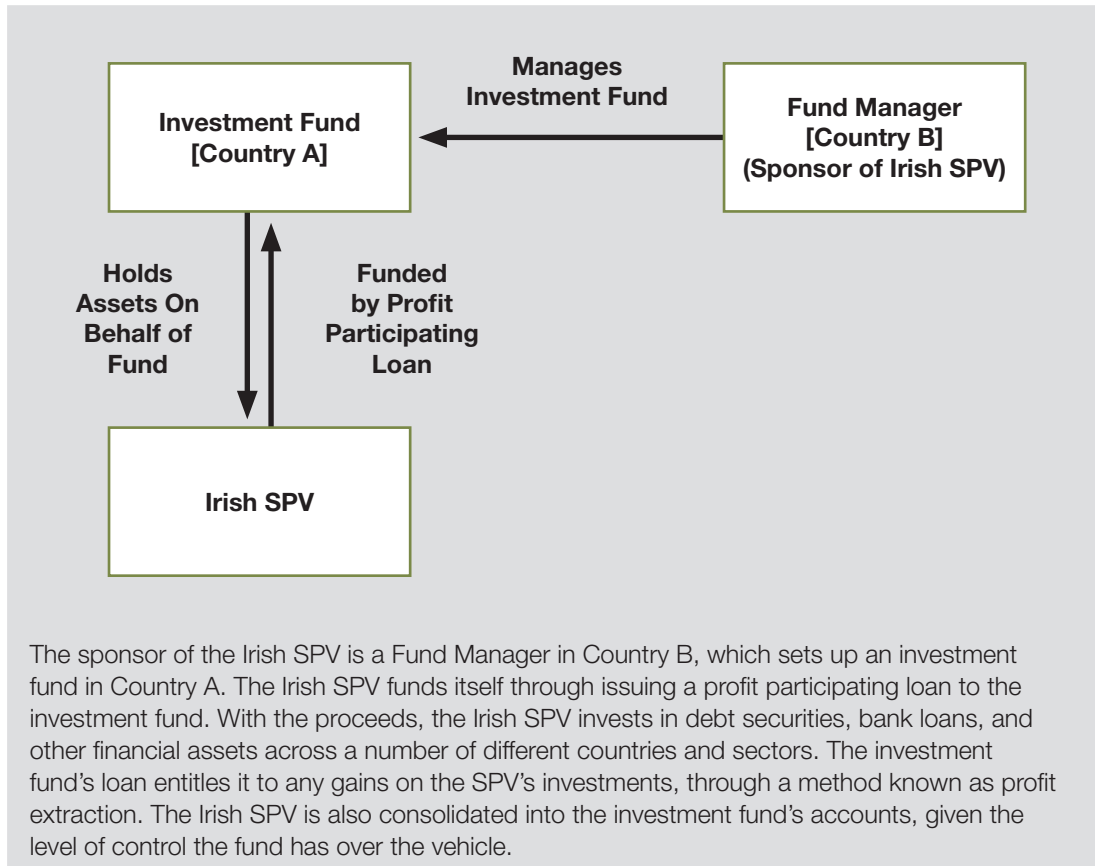 Manages
Investment Fund
Investment Fund
[Country A]
Fund Manager
[Country B]
(Sponsor of Irish SPV)
Holds
Assets On
Behalf of
Fund
Funded
by Profit
Participating
Loan
Irish SPV
The sponsor of the Irish SPV is a Fund Manager in Country B, which sets up an investment
fund in Country A. The Irish SPV funds itself through issuing a profit participating loan to the
investment fund. With the proceeds, the Irish SPV invests in debt securities, bank loans, and
other financial assets across a number of different countries and sectors. The investment
fund’s loan entitles it to any gains on the SPV’s investments, through a method known as profit
extraction. The Irish SPV is also consolidated into the investment fund’s accounts, given the
level of control the fund has over the vehicle.